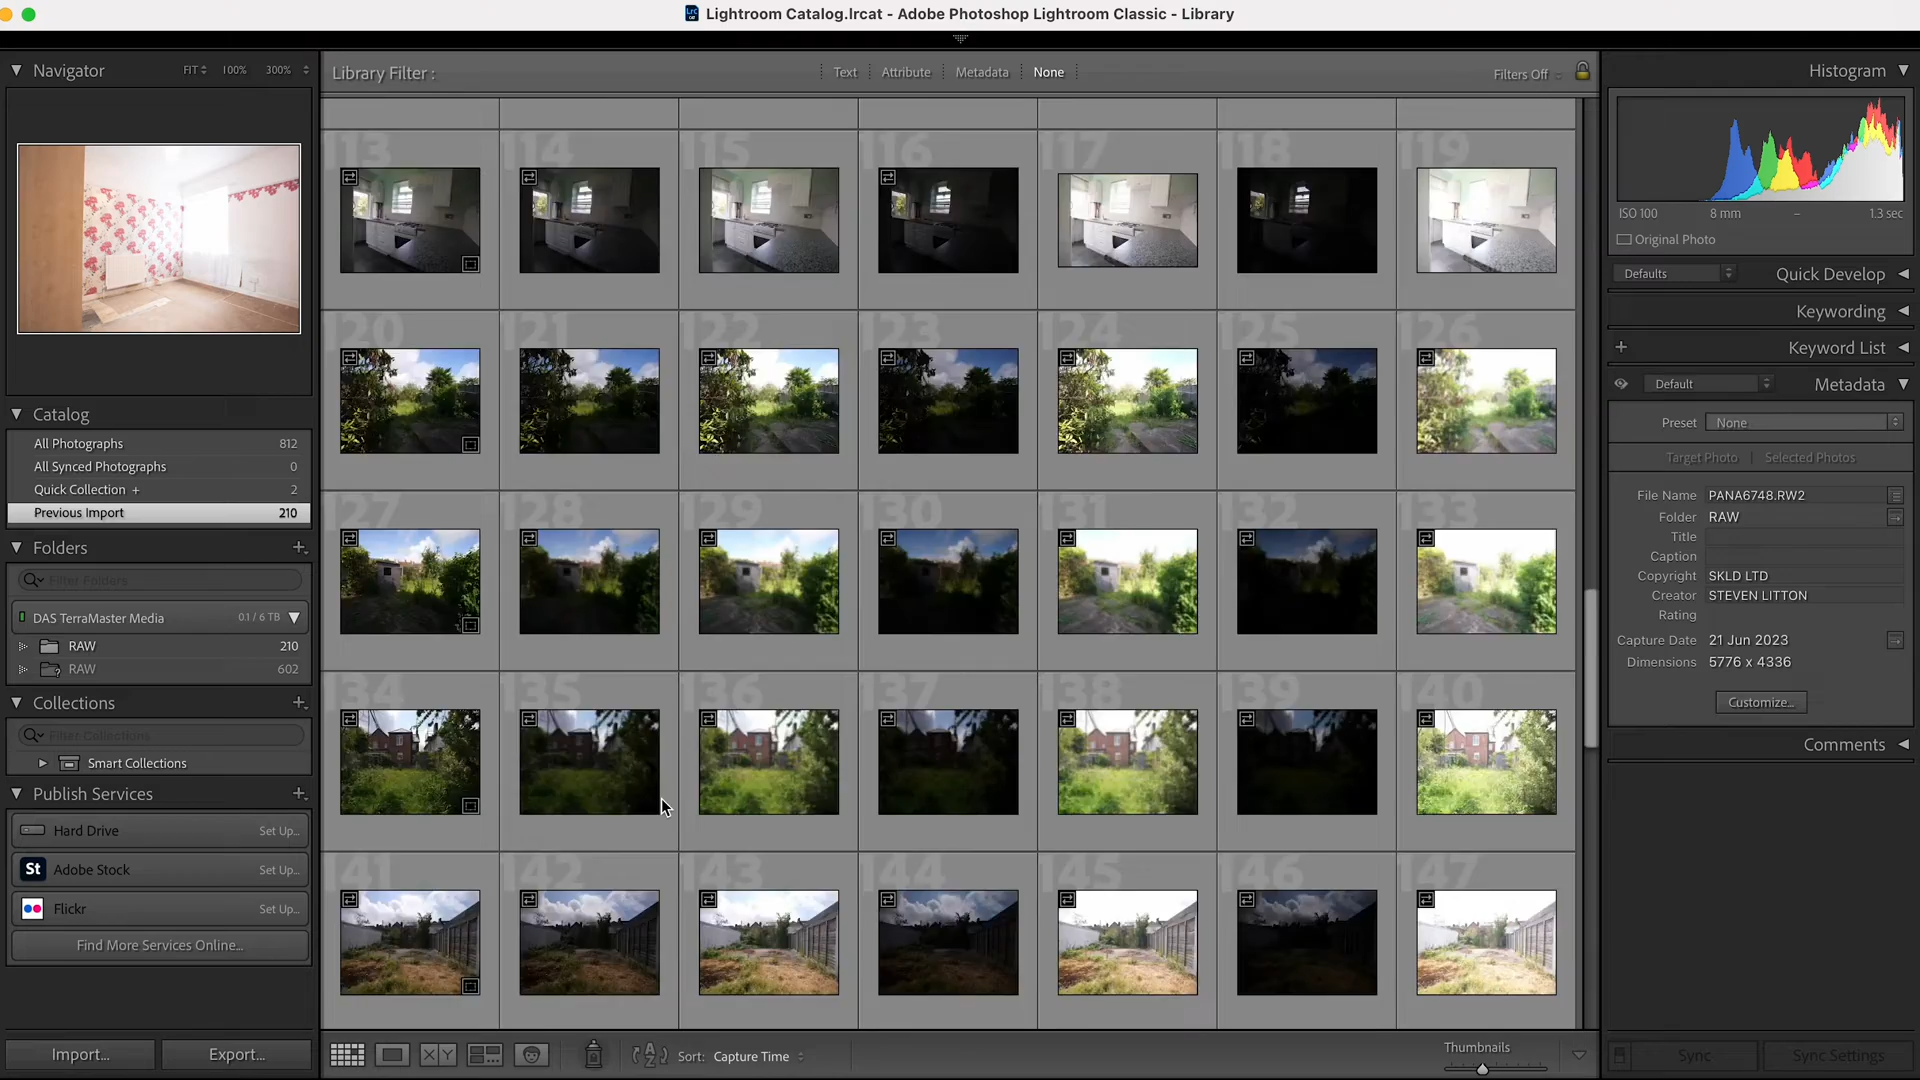 Lightroom Catalog.lrcat - Adobe Photoshop Lightroom Classic - Library
Navigator
FIT
100%
300%
Library Filter :
Text
Attribute
Metadata
None
Filters Off
Histogram
ISO 100
8 mm
–
1.3 sec
Original Photo
Defaults
Quick Develop
Keywording
Keyword List
Default
Metadata
Preset
None
Target Photo
Selected Photos
File Name
PANA6748.RW2
Folder
RAW
Title
Caption
Copyright
SKLD LTD
Creator
STEVEN LITTON
Rating
Capture Date
21 Jun 2023
Dimensions
5776 x 4336
Customize...
Comments
Catalog
All Photographs
812
All Synced Photographs
0
Quick Collection +
2
Previous Import
210
Folders
Filter Folders
DAS TerraMaster Media
0.1 / 6 TB
RAW
210
RAW
602
Collections
Filter Collections
Smart Collections
Publish Services
Hard Drive
Set Up...
St
Adobe Stock
Set Up...
Flickr
Set Up...
Find More Services Online...
Import...
Export...
113
114
115
116
117
118
119
120
121
122
123
124
125
126
127
128
129
130
131
132
133
134
135
136
137
138
139
140
141
142
143
144
145
146
147
XY
Sort:
Capture Time
Thumbnails
Sync
Sync Settings